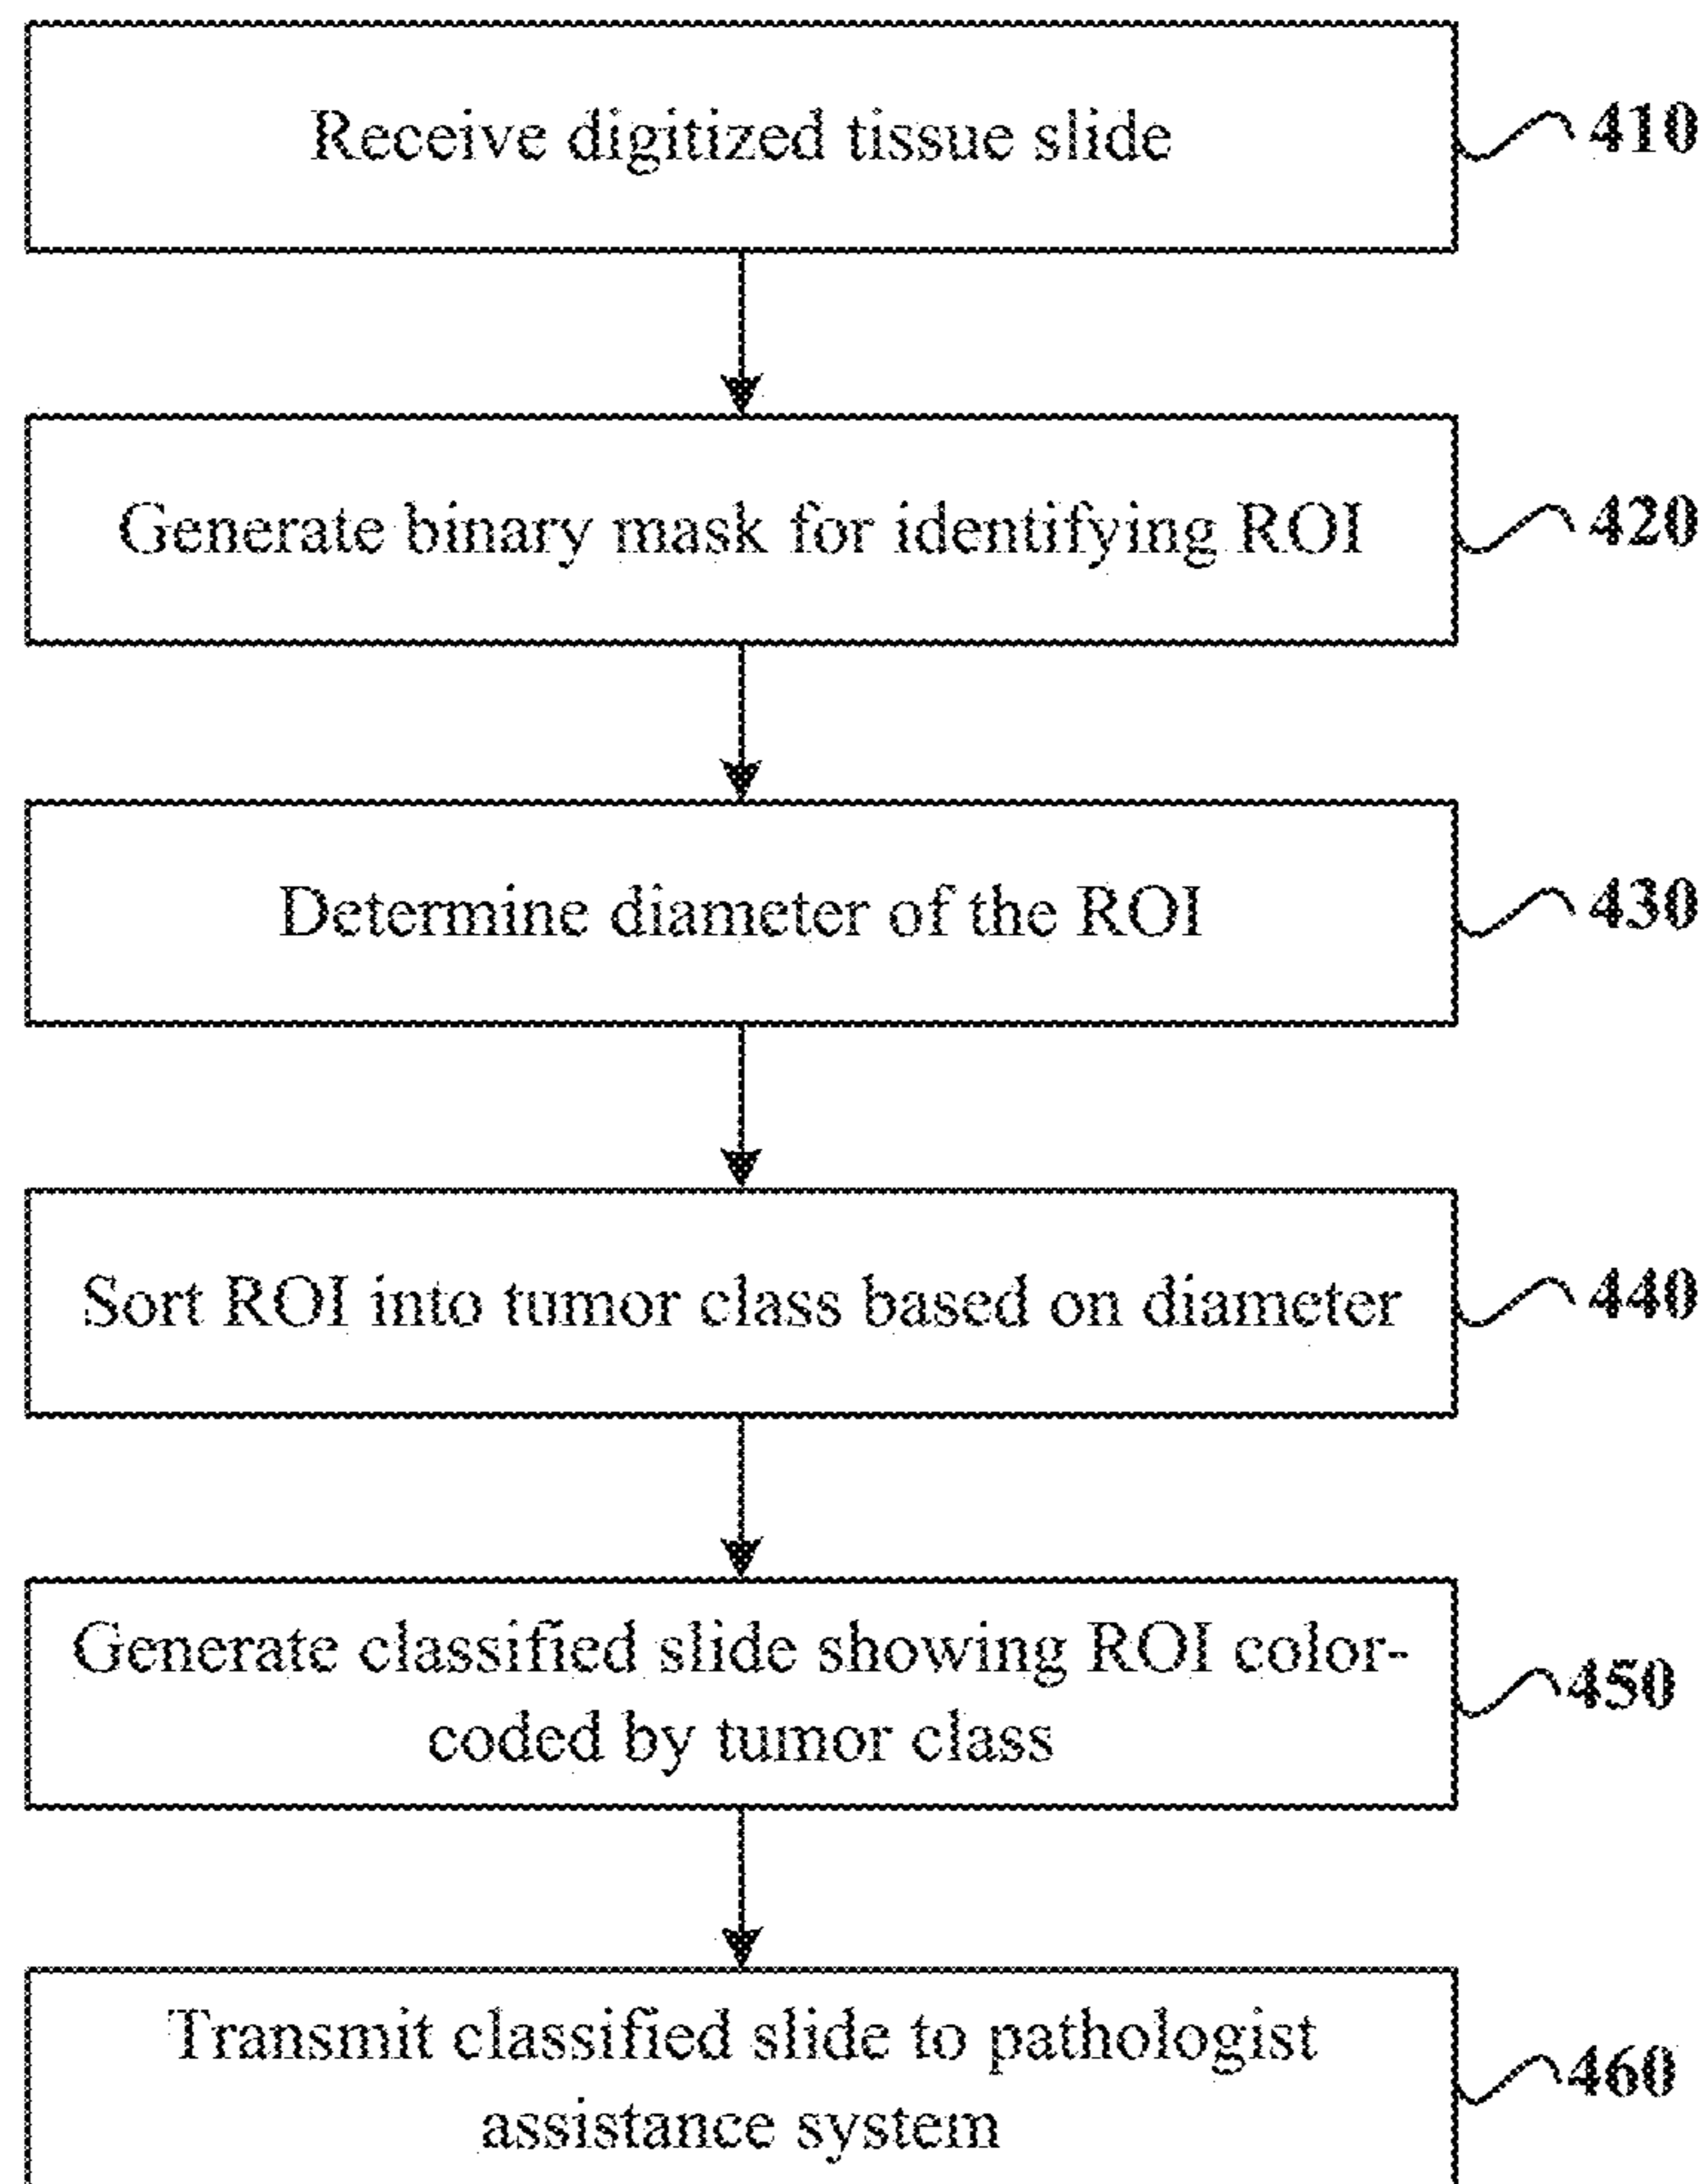 Receive digitized tissue slide
410
Generate binary mask for identifying ROI
420
Determine diameter of the ROI
430
Sort ROI into tumor class based on diameter
440
Generate classified slide showing ROI color-
coded by tumor class
450
Transmit classified slide to pathologist
assistance system
460